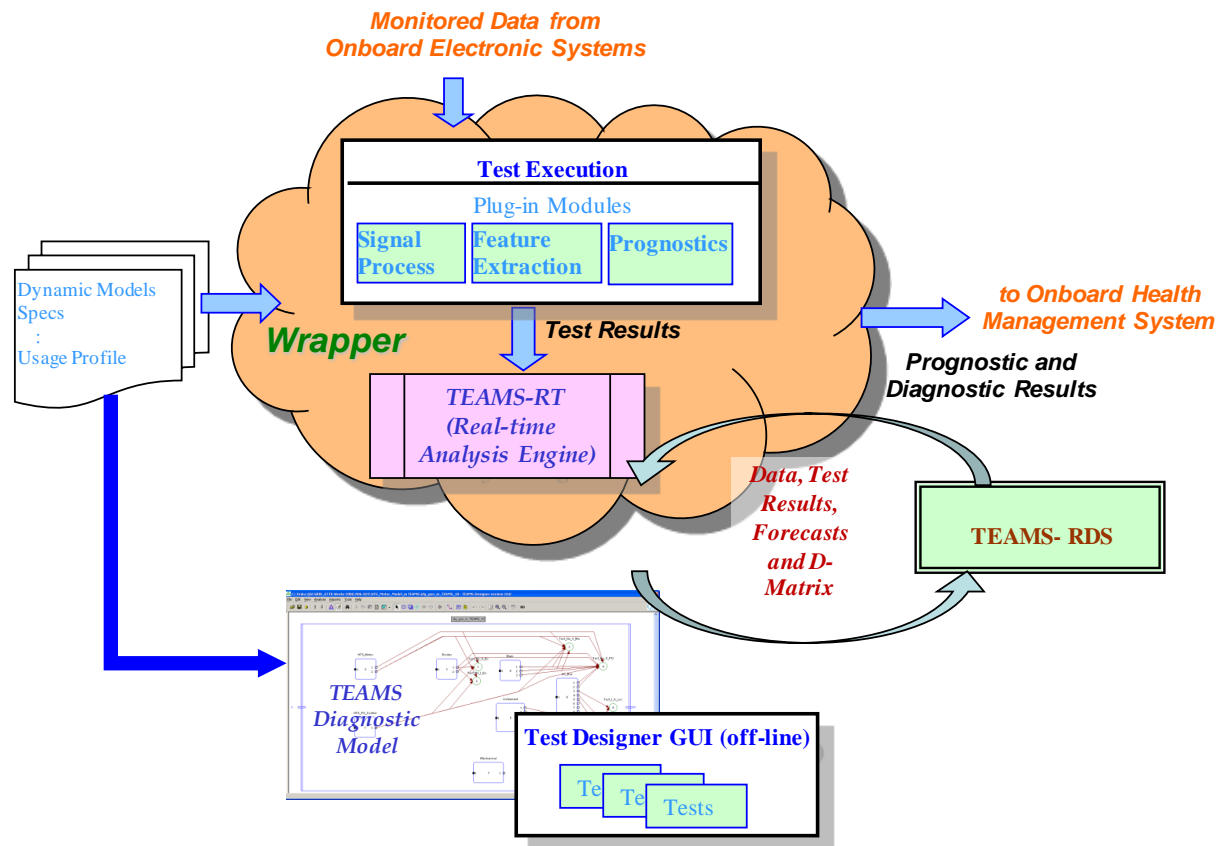 Monitored Data from
Onboard Electronic Systems
Test Execution
Plug-in Modules
Signal
Process
Feature
Extraction
Prognostics
Dynamic Models
Specs
:
Usage Profile
Wrapper
Test Results
to Onboard Health
Management System
Prognostic and
Diagnostic Results
TEAMS-RT
(Real-time
Analysis Engine)
Data, Test
Results,
Forecasts
and D-
Matrix
TEAMS- RDS
TEAMS
Diagnostic
Model
Test Designer GUI (off-line)
Te
Te
Tests